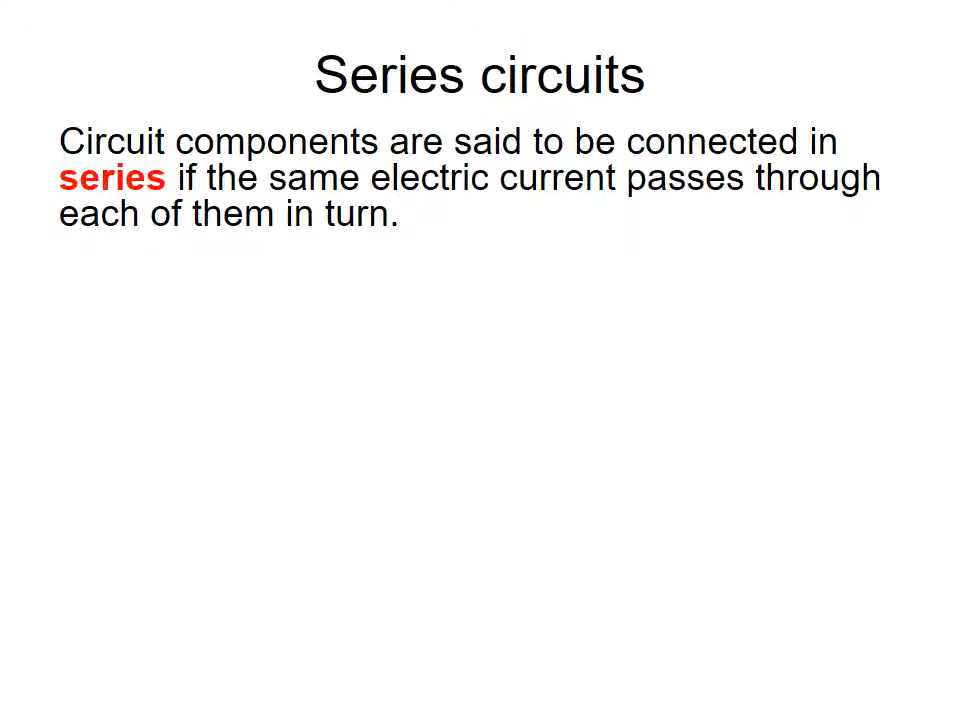 Series circuits
Circuit components are said to be connected in
series if the same electric current passes through
each of them in turn.